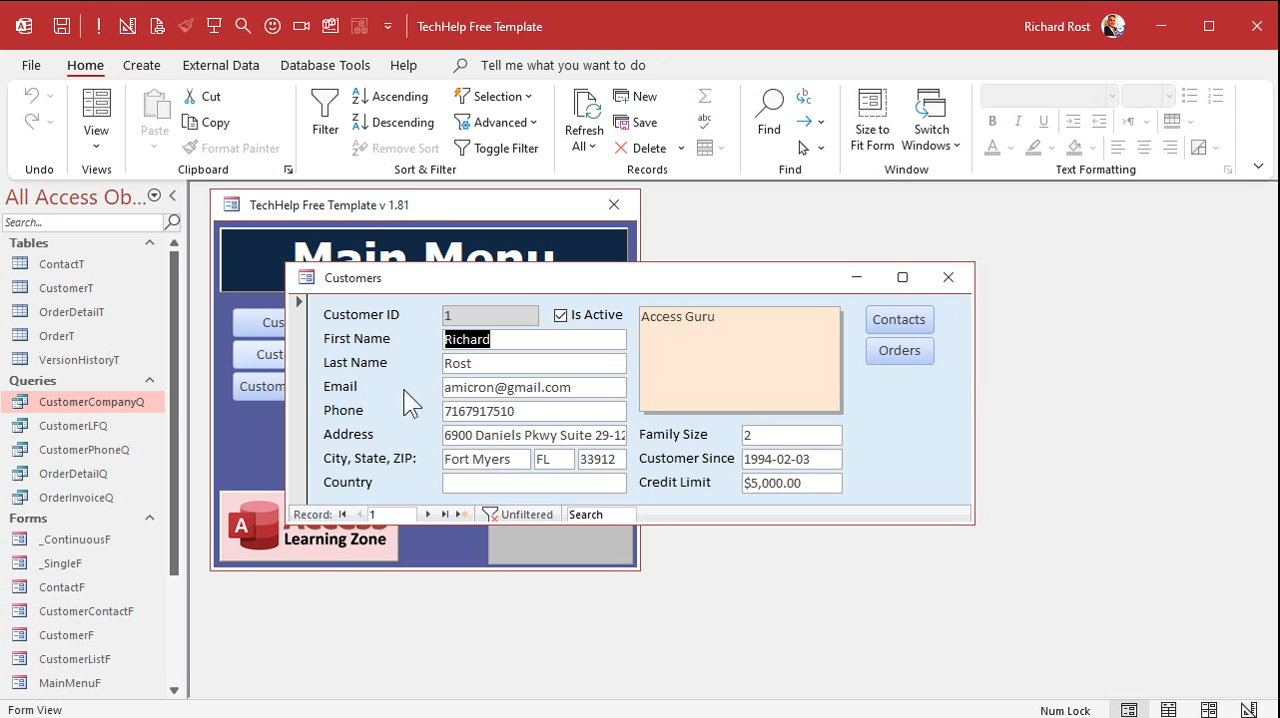 TechHelp Free Template
Richard Rost
File Home Create External Data Database Tools Help Tell me what you want to do
View
Paste
Cut
Copy
Format Painter
Filter
Ascending
Descending
Remove Sort
Selection
Advanced
Toggle Filter
Refresh All
New
Save
Delete
Find
Size to Fit Form
Switch Windows
Undo Views Clipboard Sort & Filter Records Find Window Text Formatting
All Access Ob...
Search...
Tables
ContactT
CustomerT
OrderDetailT
OrderT
VersionHistoryT
Queries
CustomerCompanyQ
CustomerLFQ
CustomerPhoneQ
OrderDetailQ
OrderInvoiceQ
Forms
_ContinuousF
_SingleF
ContactF
CustomerContactF
CustomerF
CustomerListF
MainMenuF
TechHelp Free Template v 1.81
Main Menu
Cus
Cust
Custom
A
Learning Zone
Customers
Customer ID 1 Is Active
First Name Richard
Last Name Rost
Email amicron@gmail.com
Phone 7167917510
Address 6900 Daniels Pkwy Suite 29-12
City, State, ZIP: Fort Myers FL 33912
Country
Access Guru
Family Size 2
Customer Since 1994-02-03
Credit Limit $5,000.00
Contacts
Orders
Record: 1 Unfiltered Search
Form View
Num Lock